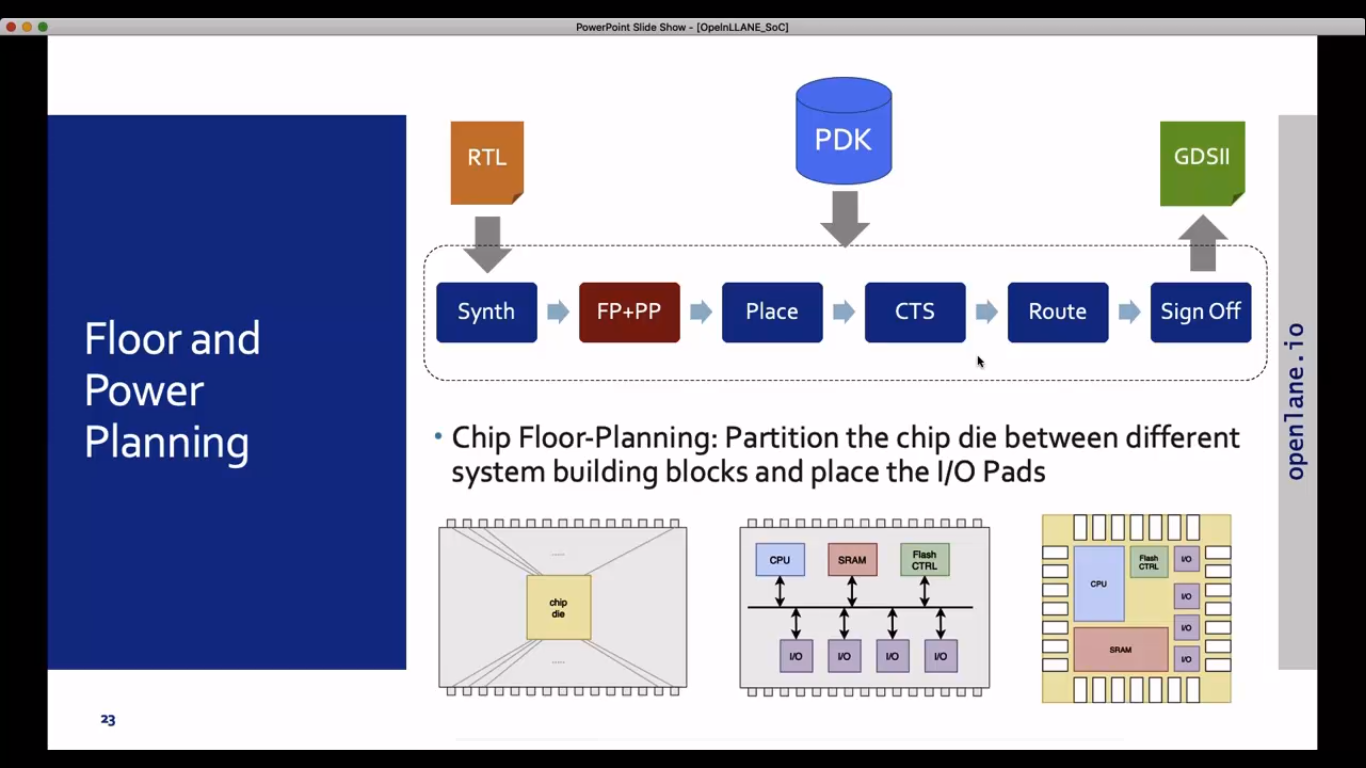 PowerPoint Slide Show - [OpeInLLANE_SoC]
RTL
PDK
GDSII
Synth
FP+PP
Place
CTS
Route
Sign Off
Floor and
Power
Planning
openlane.io
• Chip Floor-Planning: Partition the chip die between different
system building blocks and place the I/O Pads
.....
chip
die
.....
CPU
SRAM
Flash
CTRL
I/O
I/O
I/O
I/O
CPU
Flash
CTRL
I/O
I/O
I/O
I/O
SRAM
23